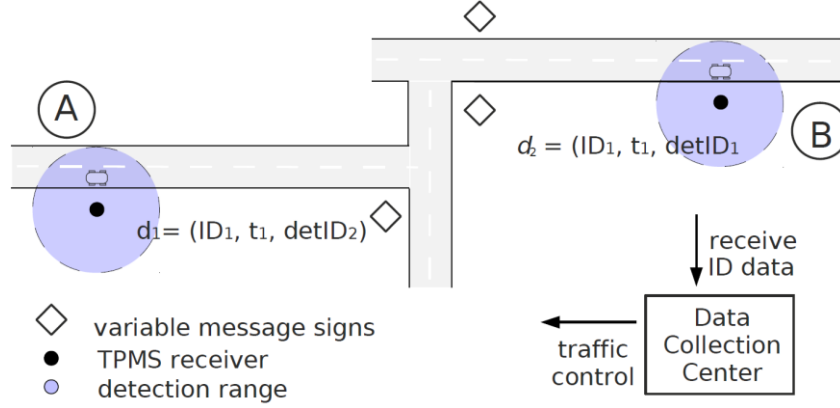 A
d₂ = (ID₁, t₁, detID₁
B
d₁= (ID₁, t₁, detID₂)
receive
ID data
variable message signs
TPMS receiver
detection range
traffic
control
Data
Collection
Center